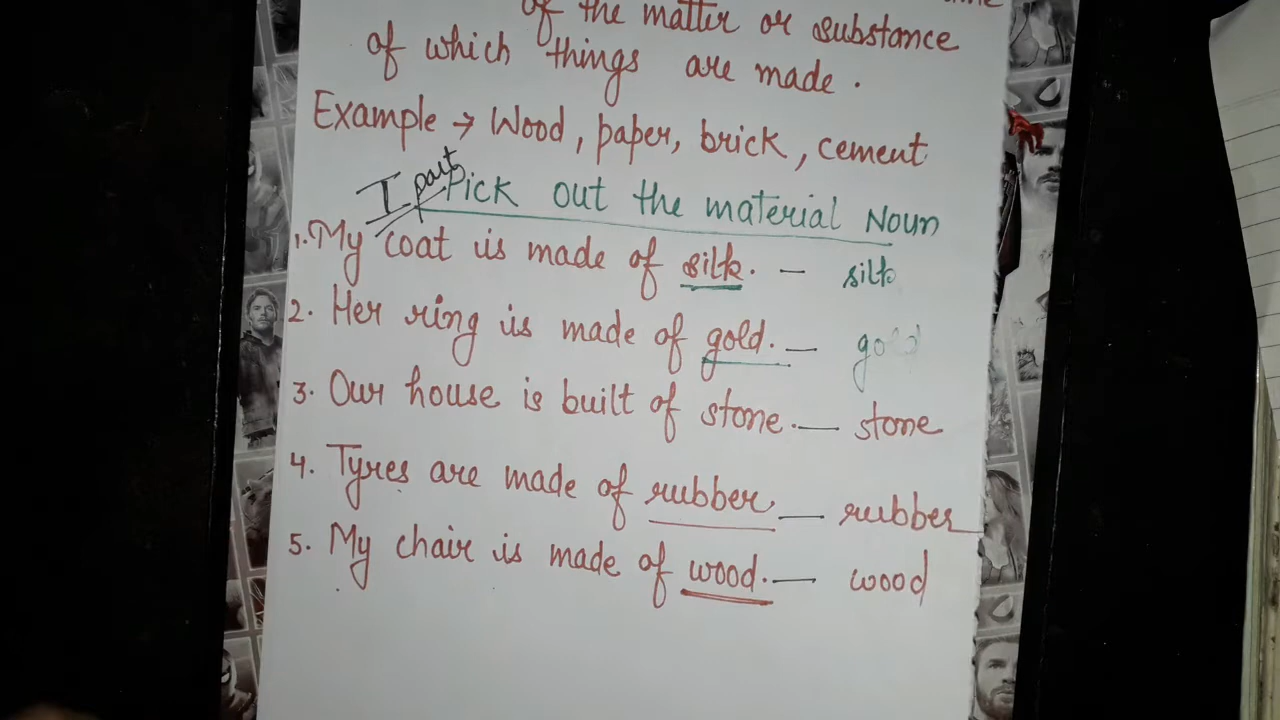 of the matter or substance
of which things are made.
Example → Wood, paper, brick, cement
I part Pick out the material Noun
1. My coat is made of silk. — silk
2. Her ring is made of gold. — gold
3. Our house is built of stone. — stone
4. Tyres are made of rubber. — rubber
5. My chair is made of wood. — wood